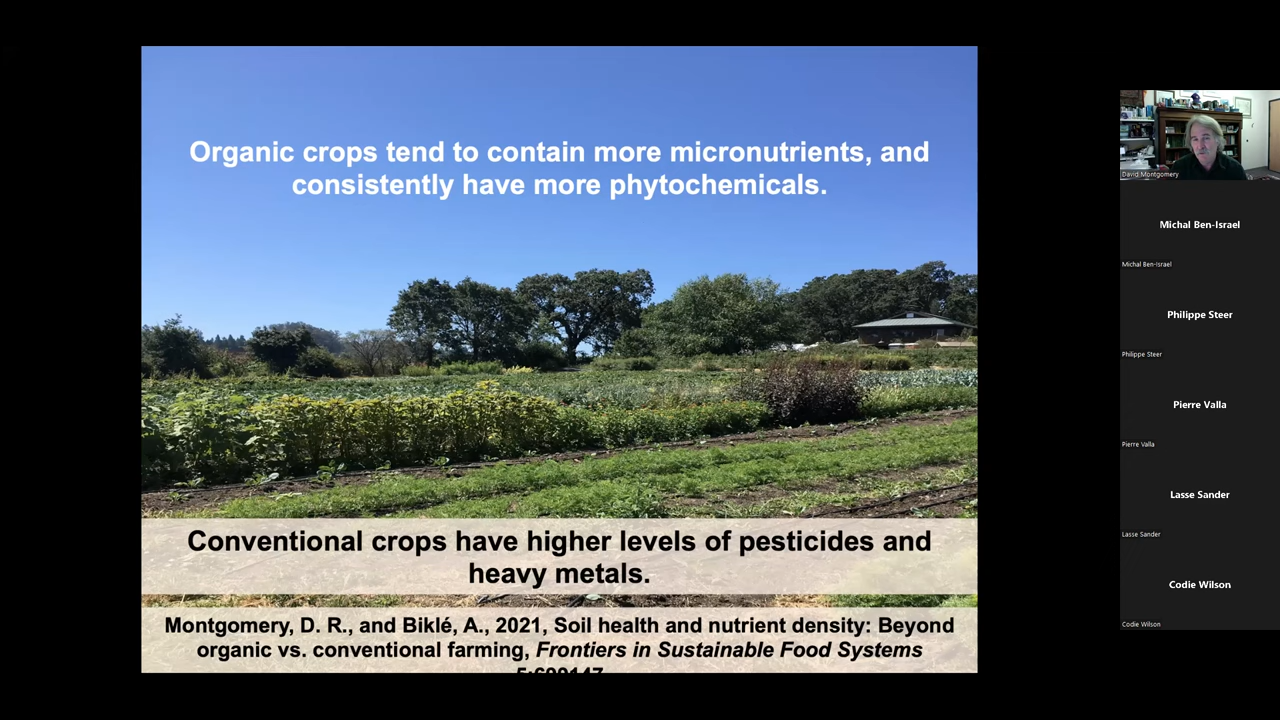 Organic crops tend to contain more micronutrients, and
consistently have more phytochemicals.
Conventional crops have higher levels of pesticides and
heavy metals.
Montgomery, D. R., and Biklé, A., 2021, Soil health and nutrient density: Beyond
organic vs. conventional farming, Frontiers in Sustainable Food Systems
David Montgomery
Michal Ben-Israel
Michal Ben-Israel
Philippe Steer
Philippe Steer
Pierre Valla
Pierre Valla
Lasse Sander
Lasse Sander
Codie Wilson
Codie Wilson